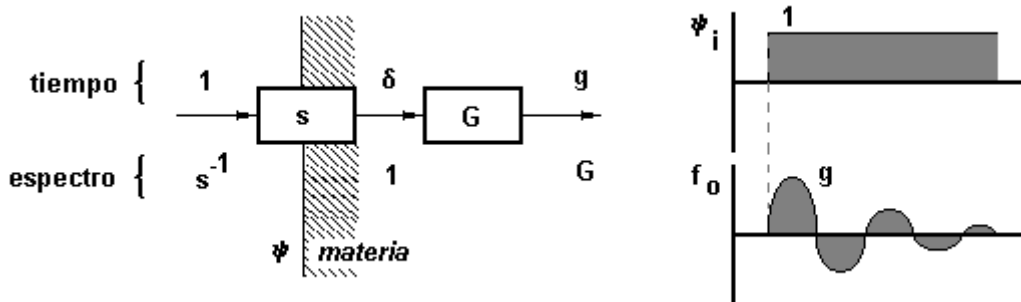 tiempo { 1 δ g
s G
espectro { s⁻¹ 1 G
ψ materia
ψi 1
fo g